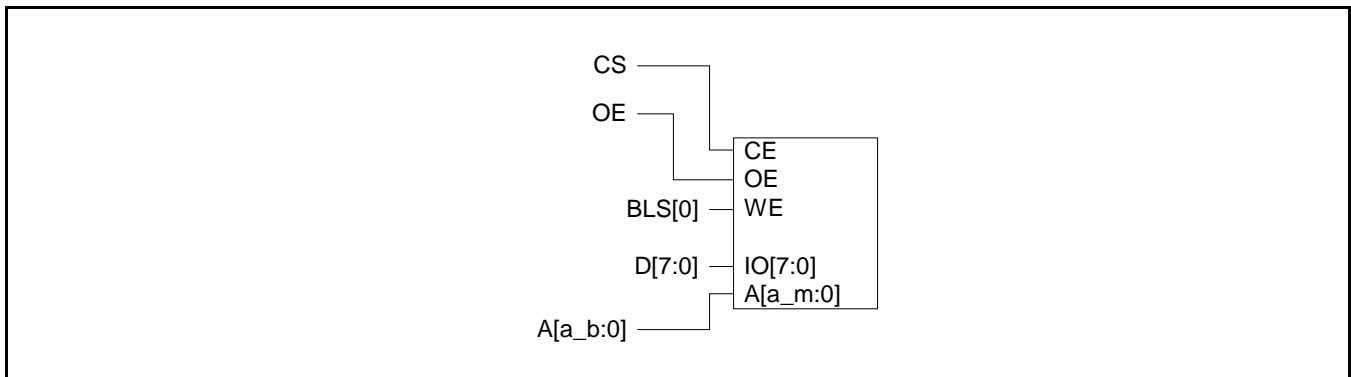 CS
OE
CE
OE
BLS[0]
WE
D[7:0]
IO[7:0]
A[a_m:0]
A[a_b:0]